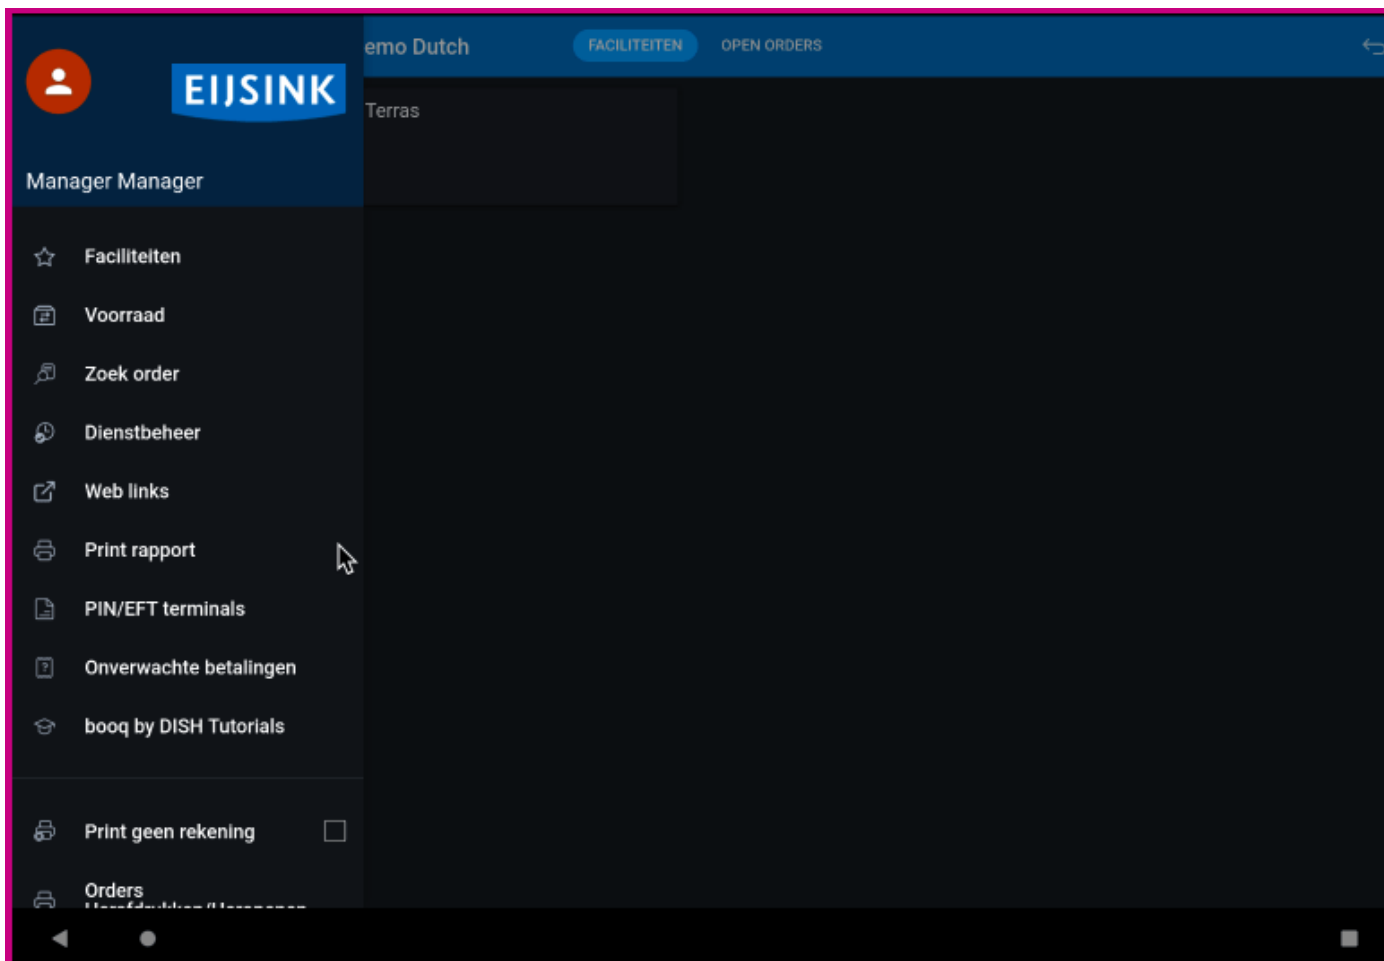 EIJSINK
emo Dutch
FACILITEITEN
OPEN ORDERS
Terras
Manager Manager
Faciliteiten
Voorraad
Zoek order
Dienstbeheer
Web links
Print rapport
PIN/EFT terminals
Onverwachte betalingen
booq by DISH Tutorials
Print geen rekening
Orders